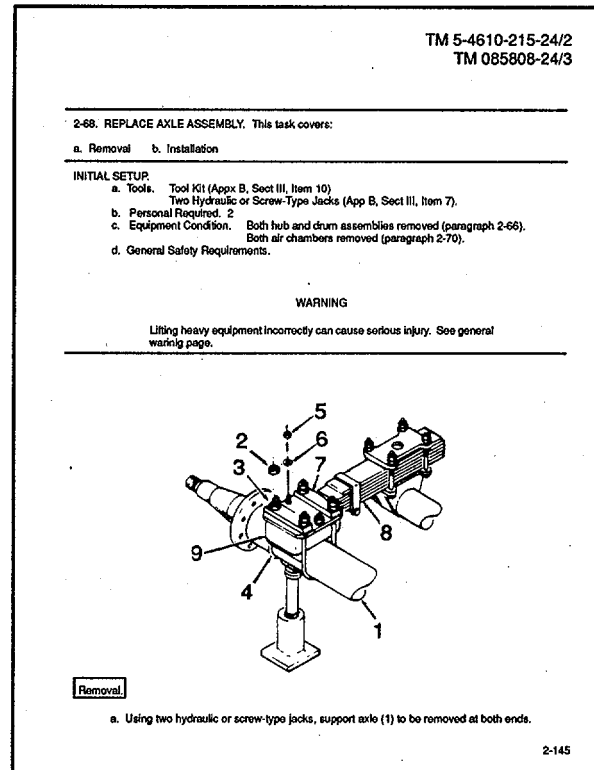 TM 5-4610-215-24/2
TM 085808-24/3
2-68. REPLACE AXLE ASSEMBLY. This task covers:
a. Removal b. Installation
INITIAL SETUP.
a. Tools. Tool Kit (Appx B, Sect III, Item 10)
Two Hydraulic or Screw-Type Jacks (App B, Sect III, Item 7).
b. Personal Required. 2
c. Equipment Condition. Both hub and drum assemblies removed (paragraph 2-66).
Both air chambers removed (paragraph 2-70).
d. General Safety Requirements.
WARNING
Lifting heavy equipment incorrectly can cause serious injury. See general
warinig page.
5
2
6
3
7
8
9
4
1
Removal.
a. Using two hydraulic or screw-type jacks, support axle (1) to be removed at both ends.
2-145